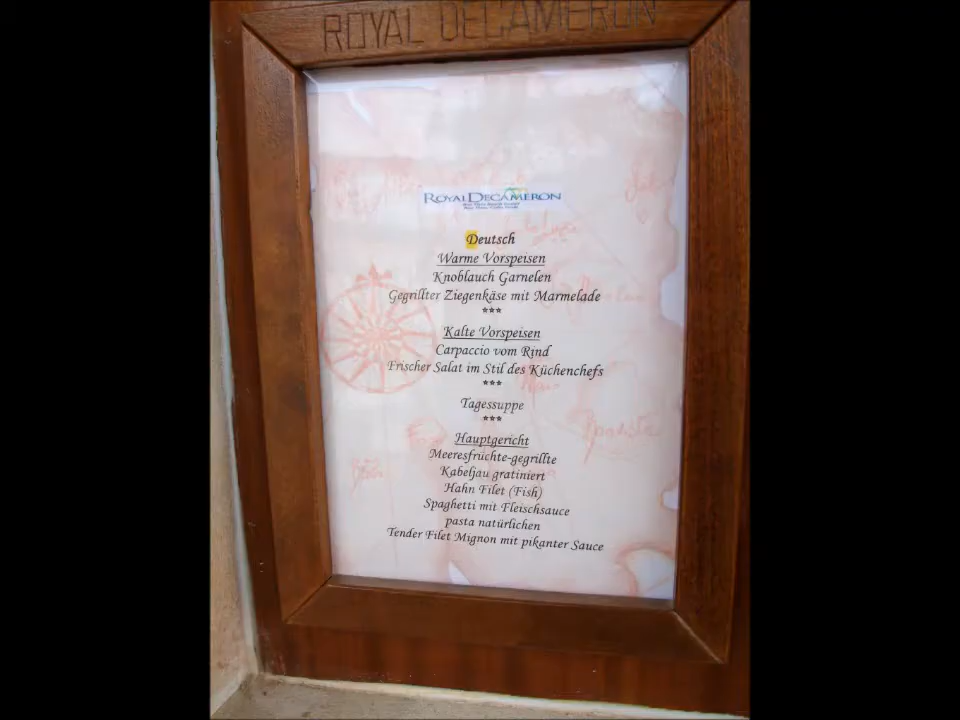 ROYAL DECAMERON
ROYAL DECAMERON
Deutsch
Warme Vorspeisen
Knoblauch Garnelen
Gegrillter Ziegenkäse mit Marmelade
***
Kalte Vorspeisen
Carpaccio vom Rind
Frischer Salat im Stil des Küchenchefs
***
Tagessuppe
***
Hauptgericht
Meeresfrüchte-gegrillte
Kabeljau gratiniert
Hahn Filet (Fish)
Spaghetti mit Fleischsauce
pasta natürlichen
Tender Filet Mignon mit pikanter Sauce